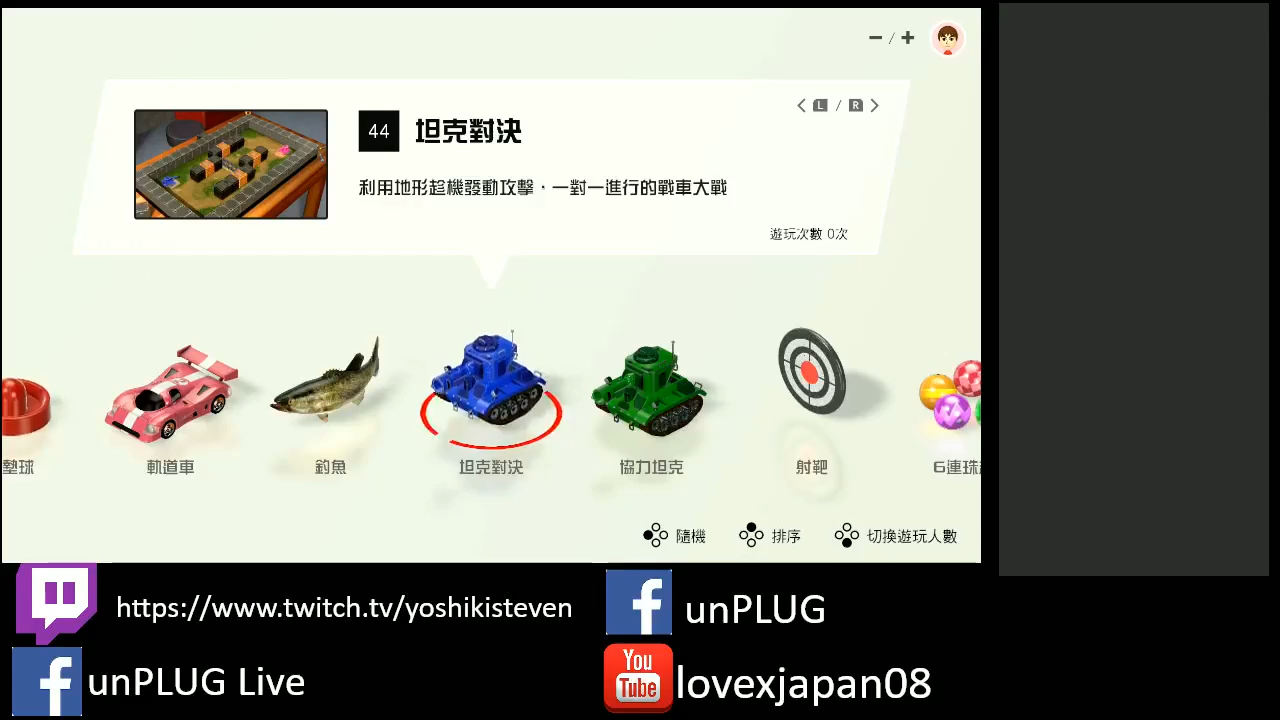 − / +
< L / R >
44 坦克對決
利用地形趁機發動攻擊，一對一進行的戰車大戰
遊玩次數 0次
墊球
軌道車
釣魚
坦克對決
協力坦克
射靶
6連珠
隨機
排序
切換遊玩人數
https://www.twitch.tv/yoshikisteven
unPLUG
unPLUG Live
You
Tube
lovexjapan08